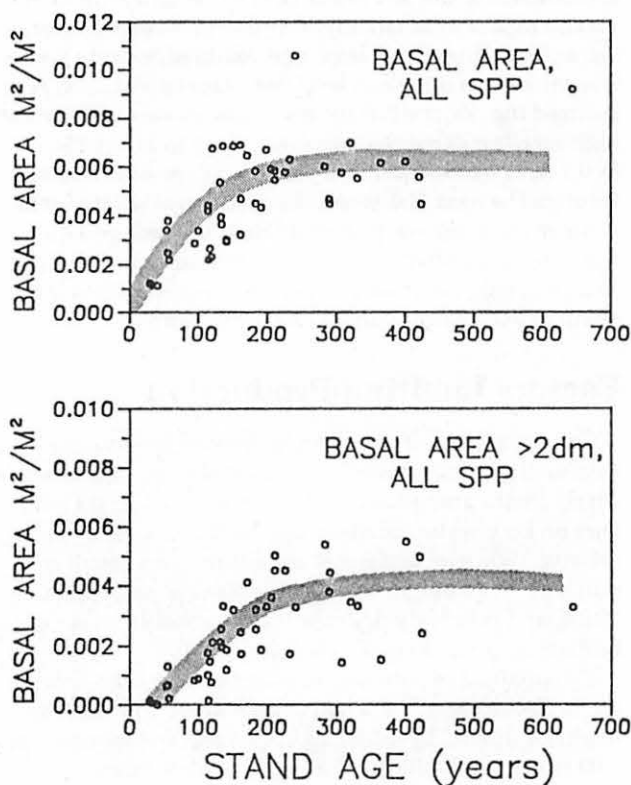 BASAL AREA M²/M²
0.012
0.010
0.008
0.006
0.004
0.002
0.000
BASAL AREA,
ALL SPP
0 100 200 300 400 500 600 700
BASAL AREA M²/M²
0.010
0.008
0.006
0.004
0.002
0.000
BASAL AREA >2dm,
ALL SPP
0 100 200 300 400 500 600 700
STAND AGE (years)